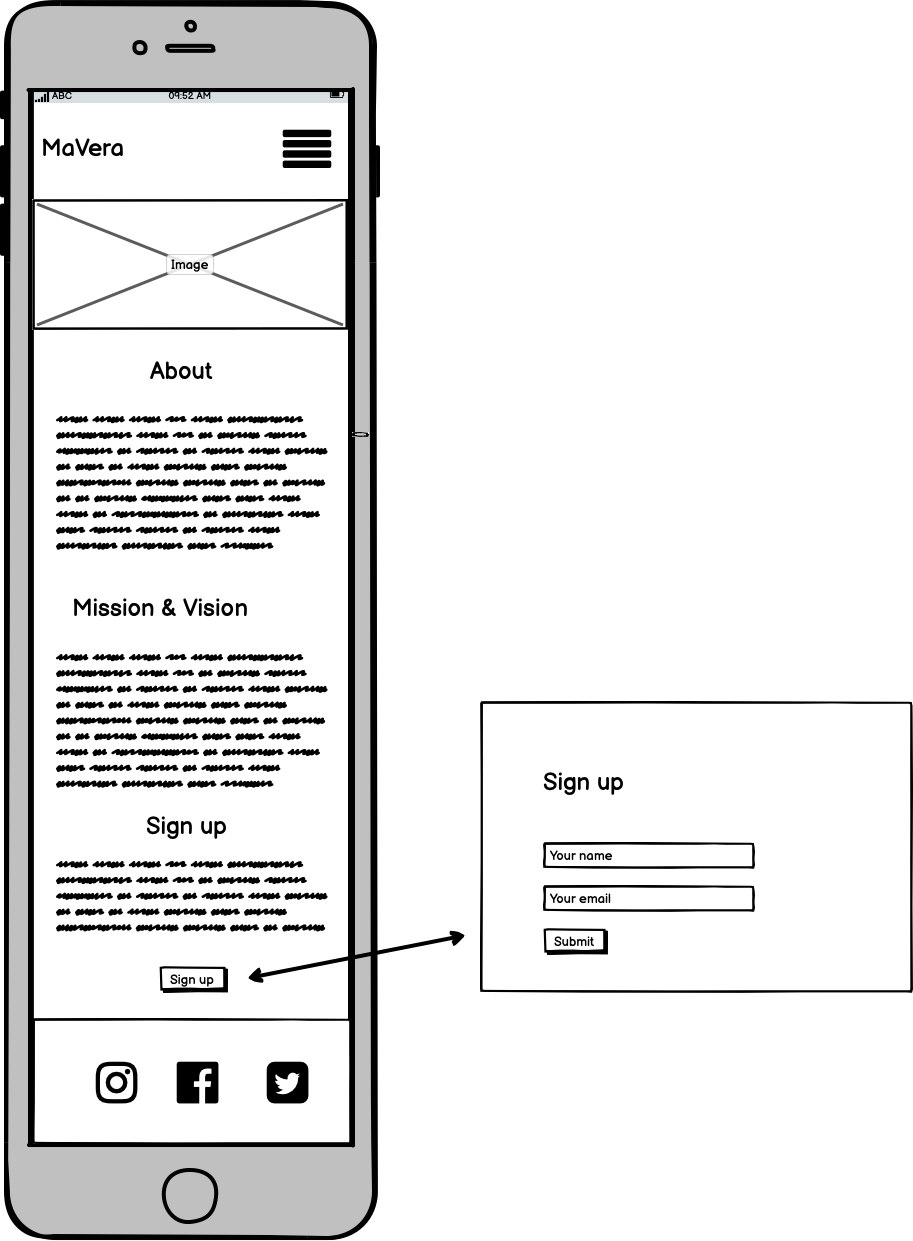 ABC 09:52 AM
MaVera
Image
About
Mission & Vision
Sign up
Sign up
Sign up
Your name
Your email
Submit